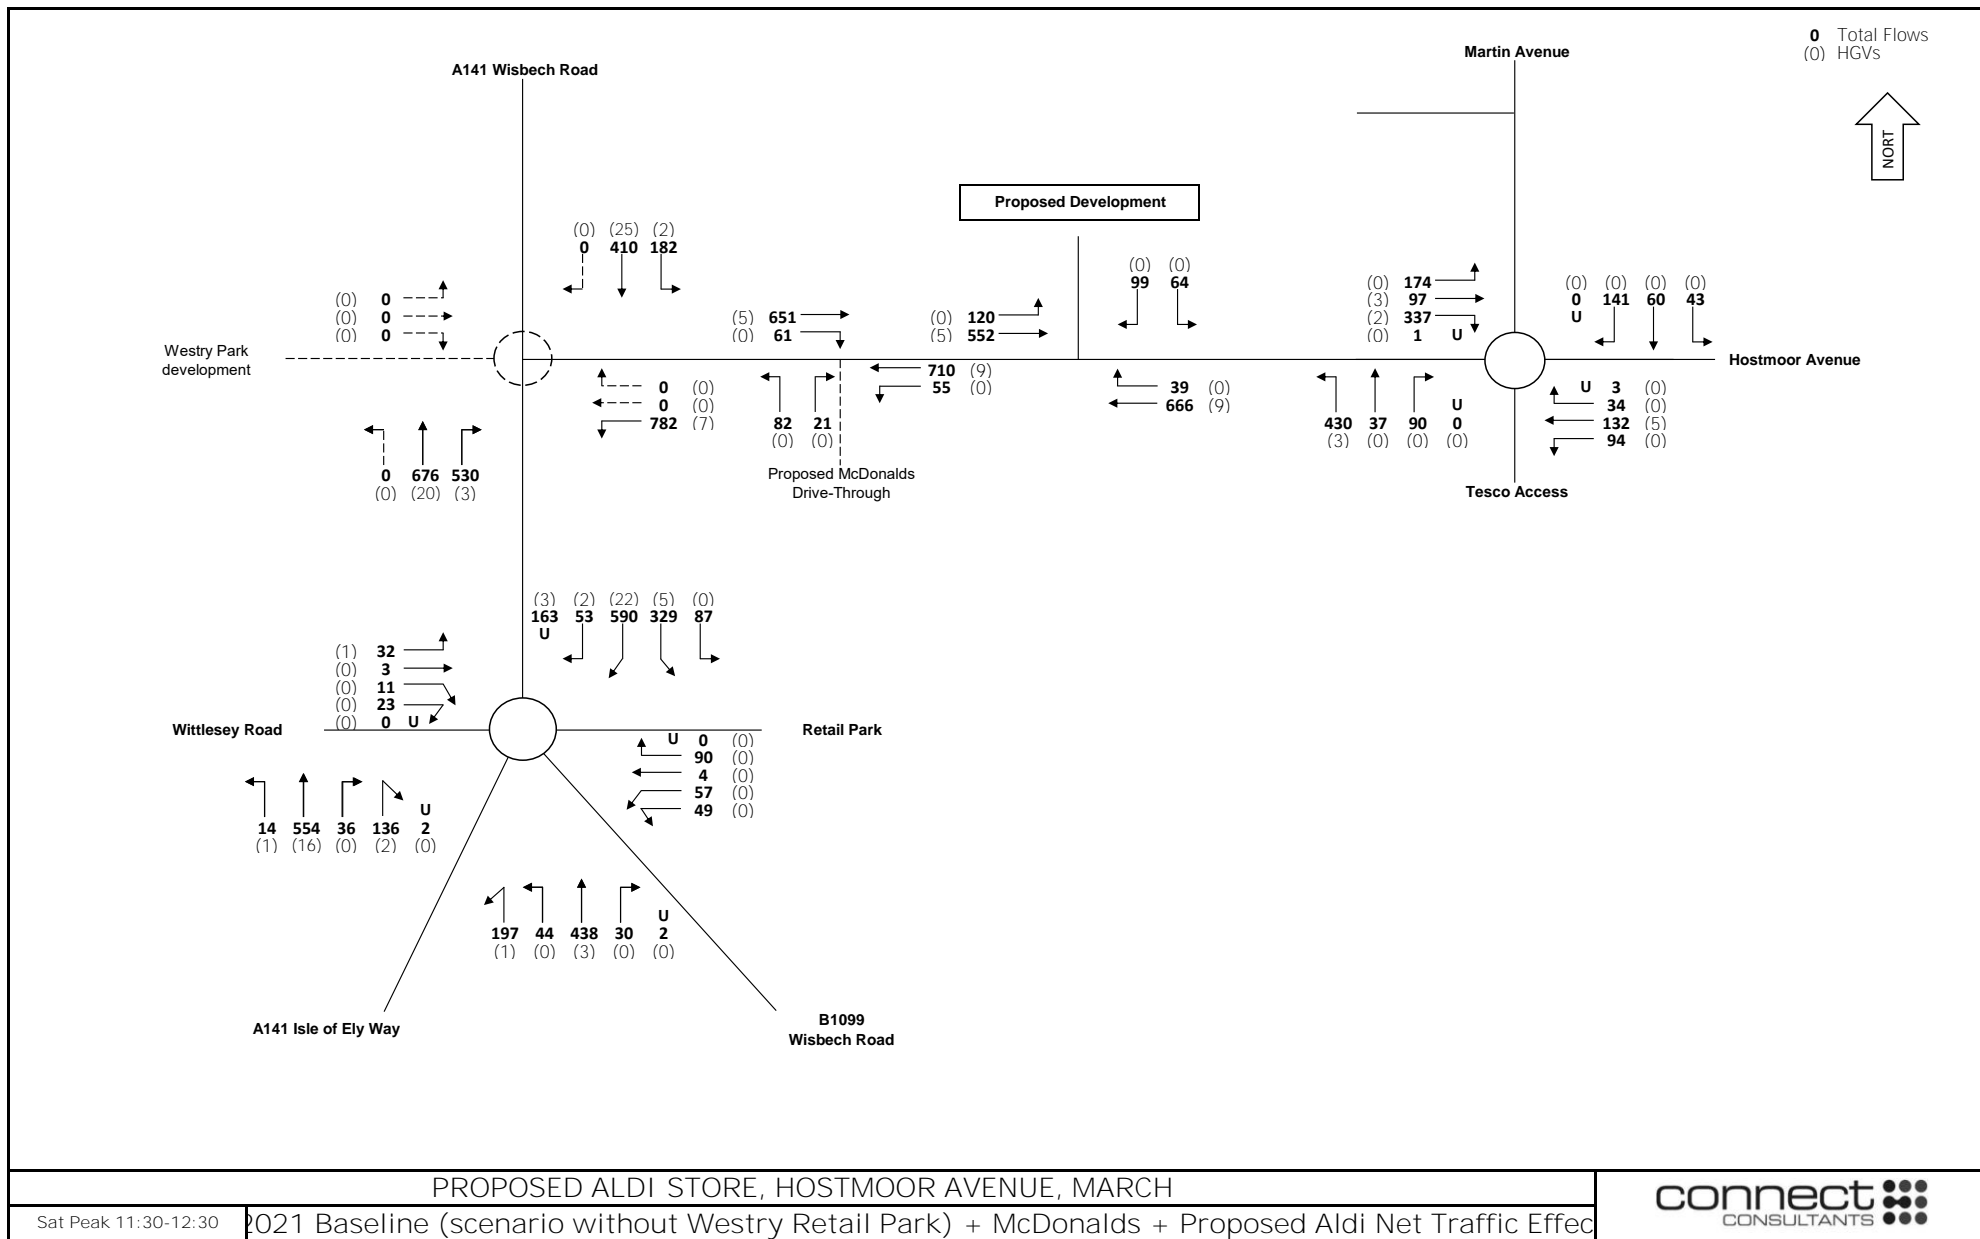 0 Total Flows
(0) HGVs
NORT
A141 Wisbech Road
Martin Avenue
Proposed Development
(0) (25) (2)
0 410 182
(0) 0
(0) 0
(0) 0
Westry Park
development
(5) 651
(0) 61
(0) 120
(5) 552
(0) (0)
99 64
(0) 174
(3) 97
(2) 337
(0) 1 U
(0) (0) (0) (0)
0 141 60 43
U
Hostmoor Avenue
0 (0)
0 (0)
782 (7)
82 21
(0) (0)
710 (9)
55 (0)
39 (0)
666 (9)
U
430 37 90 0
(3) (0) (0) (0)
U 3 (0)
34 (0)
132 (5)
94 (0)
0 676 530
(0) (20) (3)
Proposed McDonalds
Drive-Through
Tesco Access
(3) (2) (22) (5) (0)
163 53 590 329 87
U
(1) 32
(0) 3
(0) 11
(0) 23
(0) 0 U
Wittlesey Road
Retail Park
U 0 (0)
90 (0)
4 (0)
57 (0)
49 (0)
U
14 554 36 136 2
(1) (16) (0) (2) (0)
U
197 44 438 30 2
(1) (0) (3) (0) (0)
A141 Isle of Ely Way
B1099
Wisbech Road
PROPOSED ALDI STORE, HOSTMOOR AVENUE, MARCH
Sat Peak 11:30-12:30
2021 Baseline (scenario without Westry Retail Park) + McDonalds + Proposed Aldi Net Traffic Effec
connect
CONSULTANTS